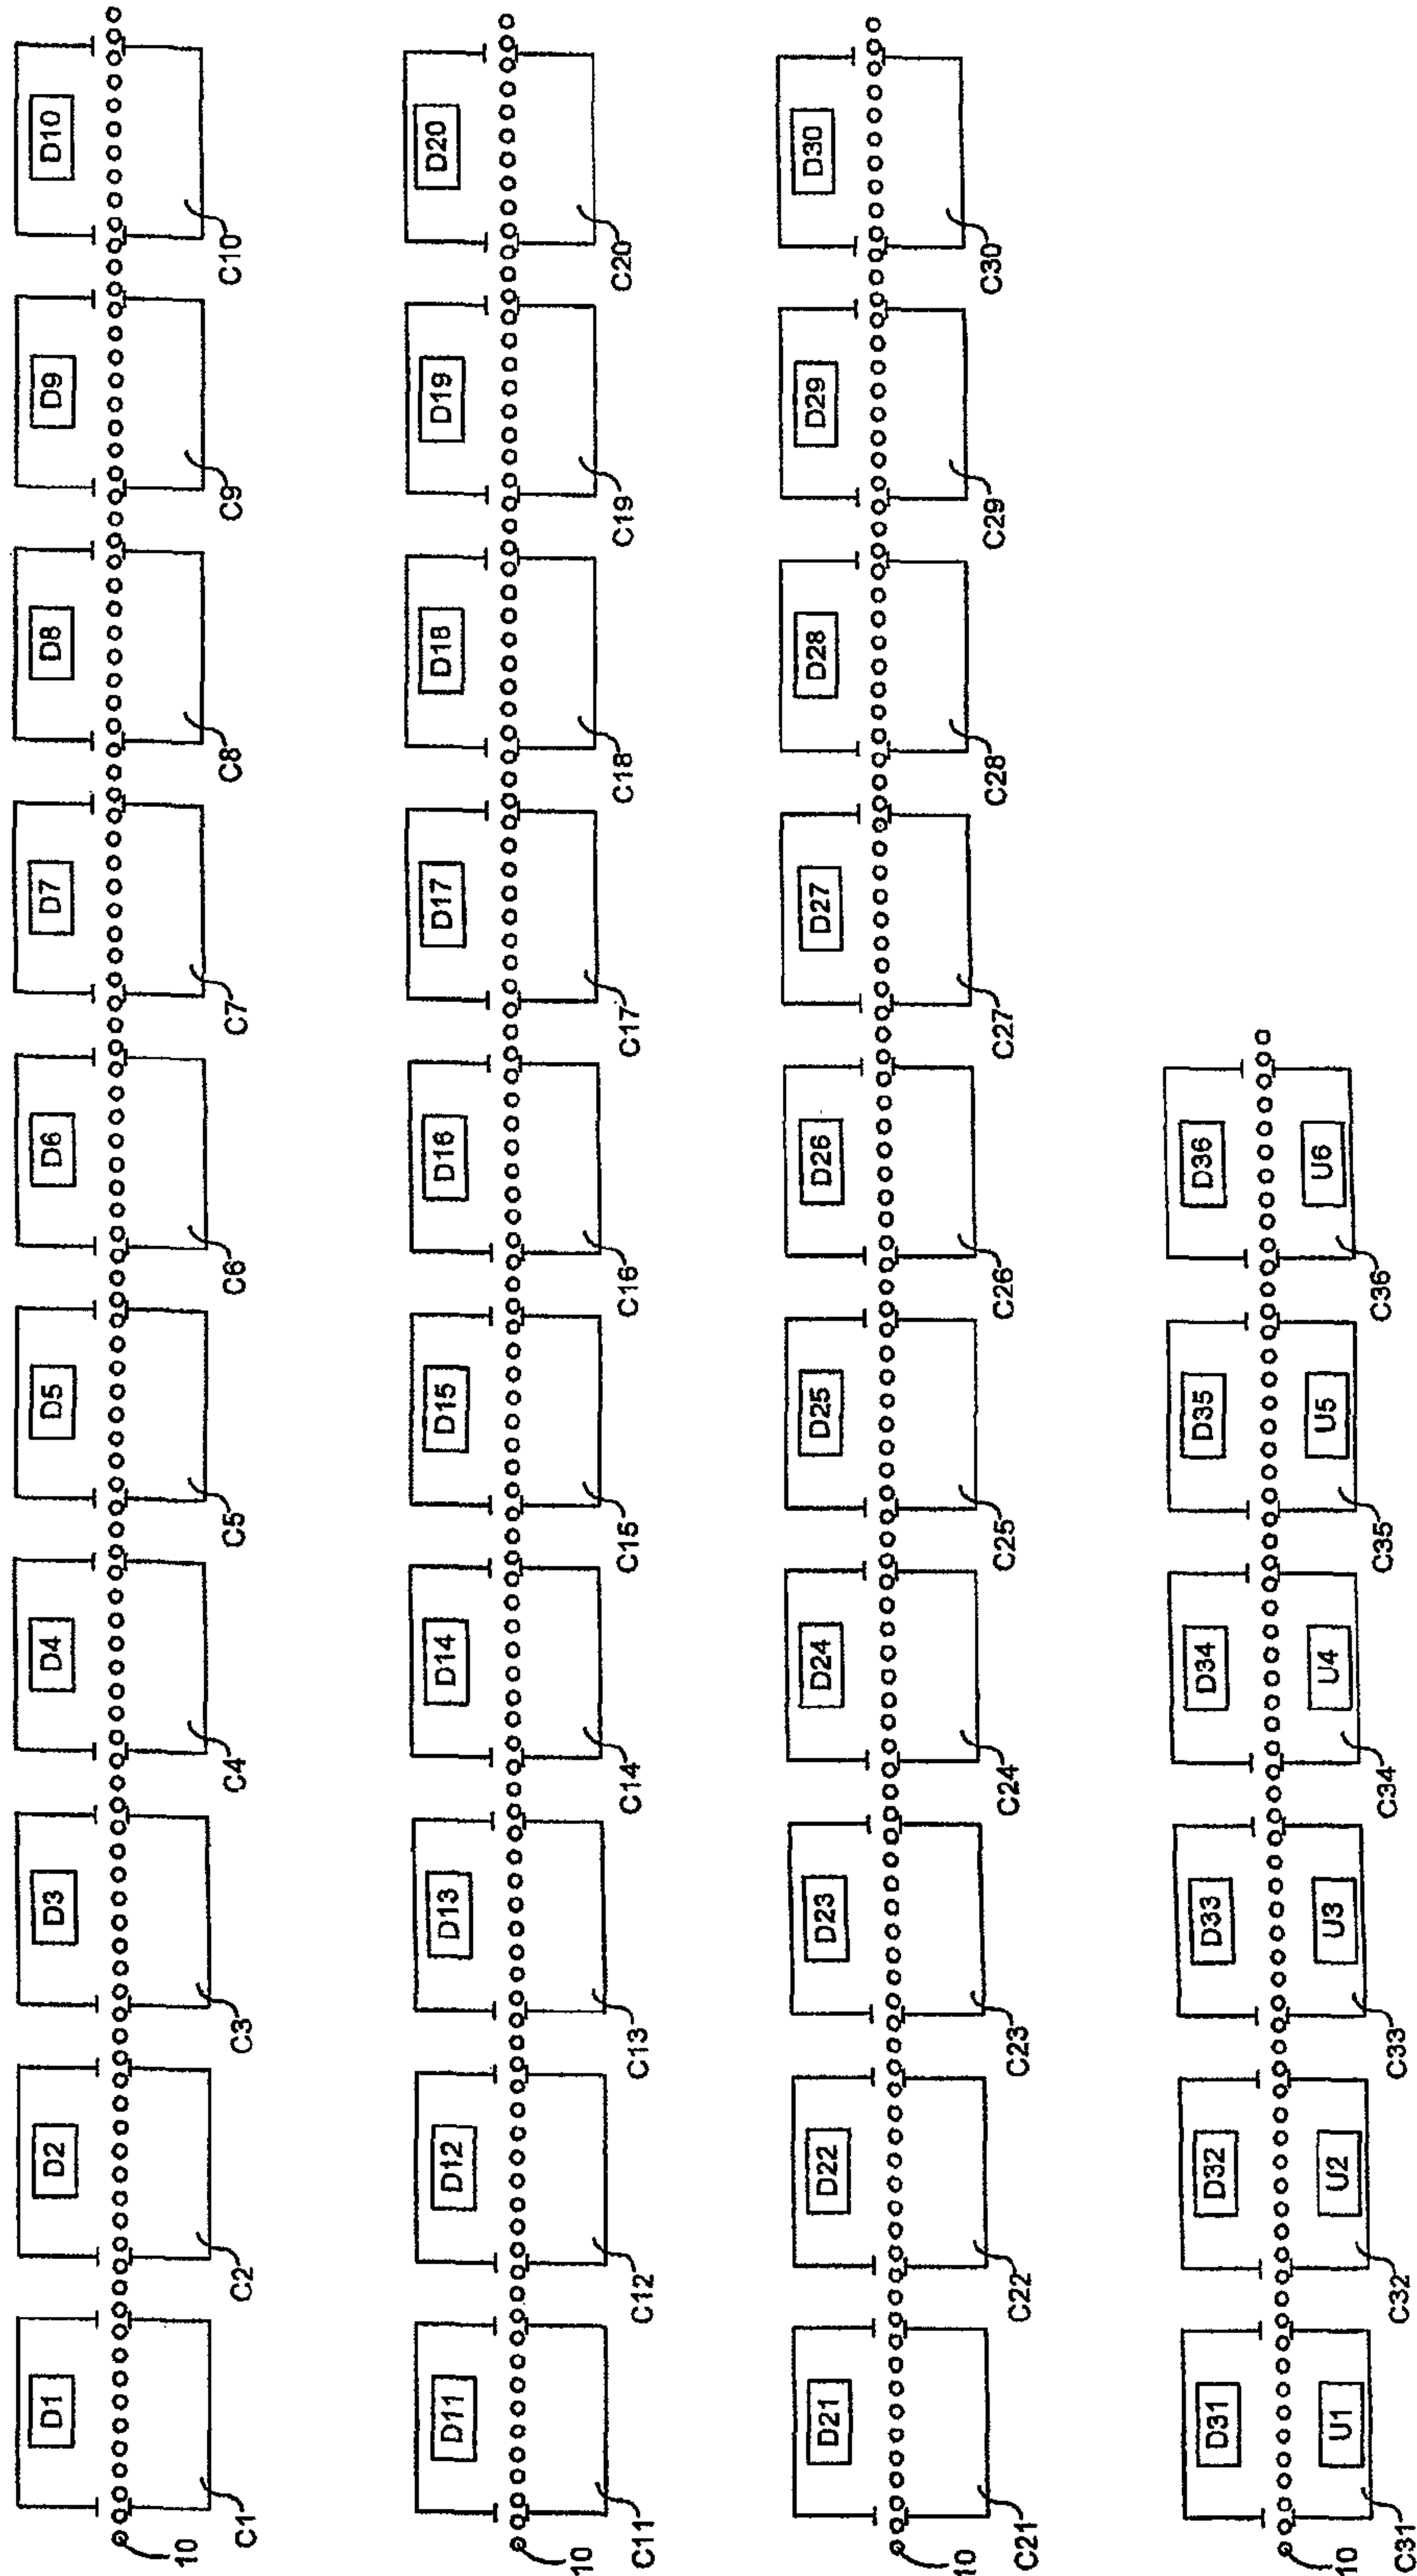 D1 D2 D3 D4 D5 D6 D7 D8 D9 D10
10 C1 C2 C3 C4 C5 C6 C7 C8 C9 C10
D11 D12 D13 D14 D15 D16 D17 D18 D19 D20
10 C11 C12 C13 C14 C15 C16 C17 C18 C19 C20
D21 D22 D23 D24 D25 D26 D27 D28 D29 D30
10 C21 C22 C23 C24 C25 C26 C27 C28 C29 C30
D31 D32 D33 D34 D35 D36
U1 U2 U3 U4 U5 U6
10 C31 C32 C33 C34 C35 C36